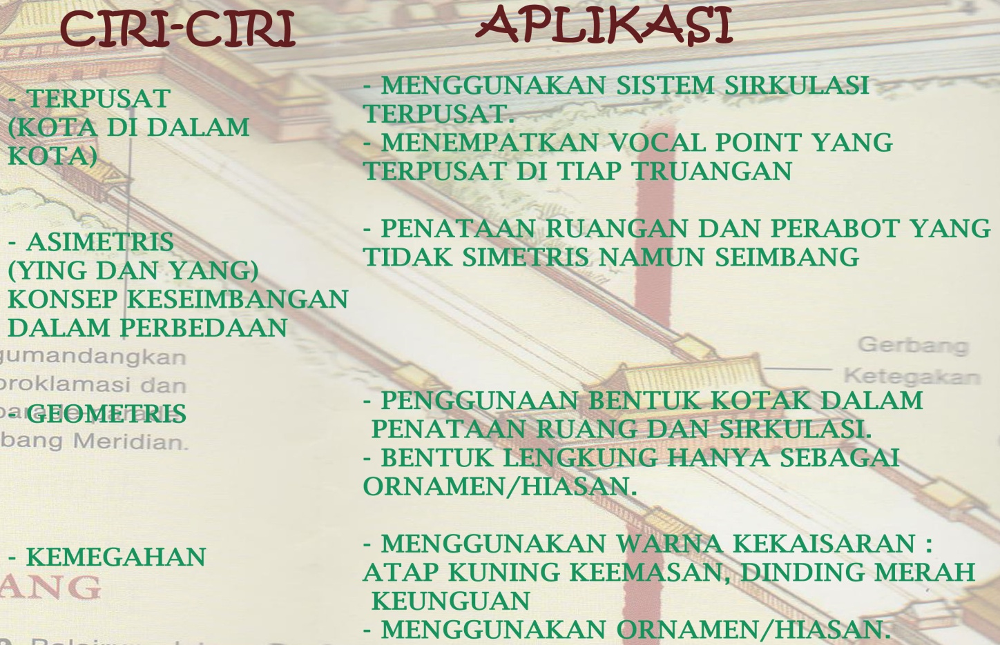 CIRI-CIRI
APLIKASI
- TERPUSAT
(KOTA DI DALAM
KOTA)
- MENGGUNAKAN SISTEM SIRKULASI
TERPUSAT.
- MENEMPATKAN VOCAL POINT YANG
TERPUSAT DI TIAP TRUANGAN
- ASIMETRIS
(YING DAN YANG)
KONSEP KESEIMBANGAN
DALAM PERBEDAAN
- PENATAAN RUANGAN DAN PERABOT YANG
TIDAK SIMETRIS NAMUN SEIMBANG
gumandangkan
proklamasi dan
bang Meridian.
Gerbang
Ketegakan
- GEOMETRIS
- PENGGUNAAN BENTUK KOTAK DALAM
PENATAAN RUANG DAN SIRKULASI.
- BENTUK LENGKUNG HANYA SEBAGAI
ORNAMEN/HIASAN.
- KEMEGAHAN
ANG
- MENGGUNAKAN WARNA KEKAISARAN :
ATAP KUNING KEEMASAN, DINDING MERAH
KEUNGUAN
- MENGGUNAKAN ORNAMEN/HIASAN.